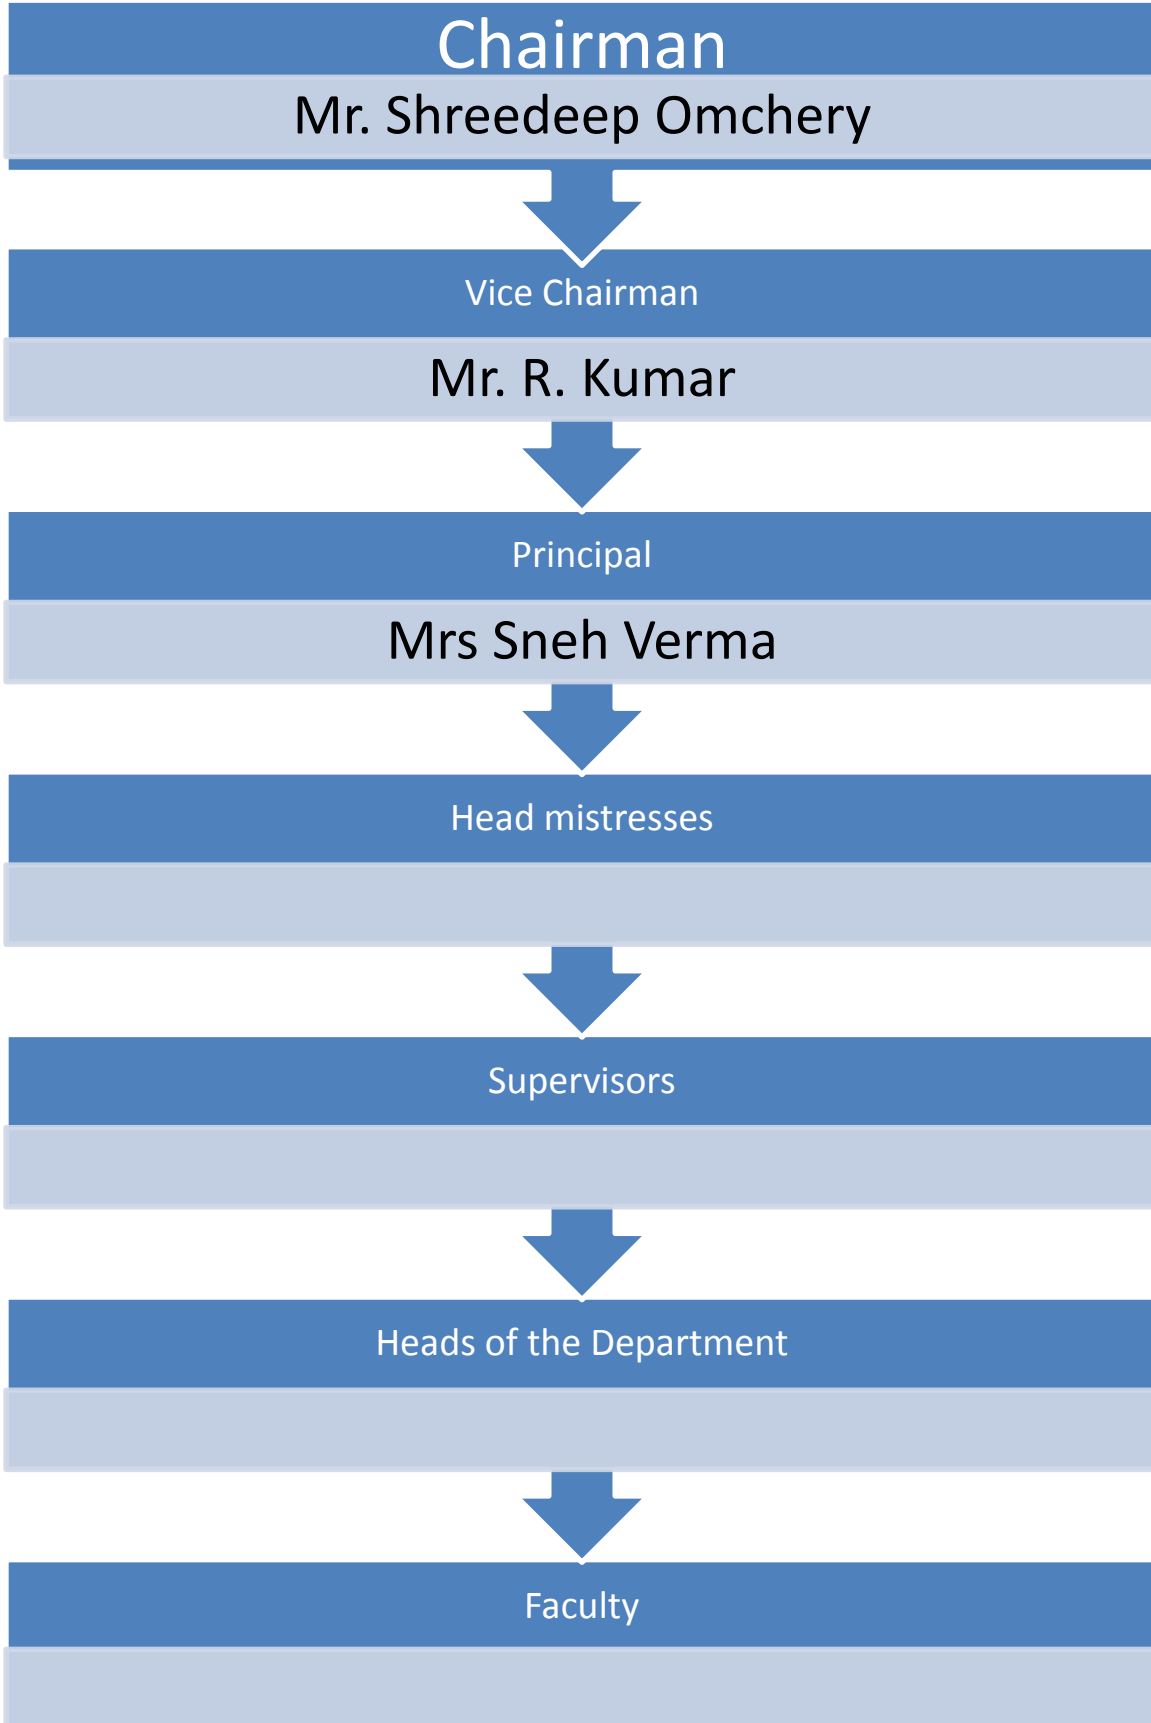 Chairman
Mr. Shreedeep Omchery
Vice Chairman
Mr. R. Kumar
Principal
Mrs Sneh Verma
Head mistresses
Supervisors
Heads of the Department
Faculty